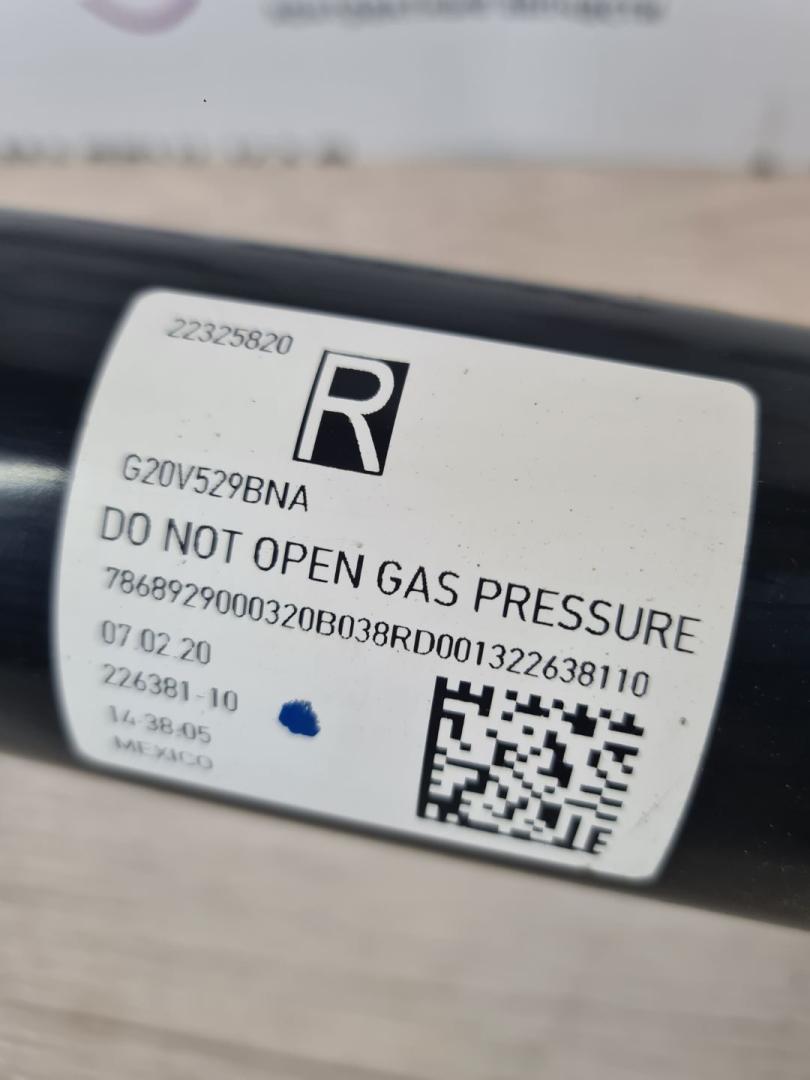 22325820
R
G20V529BNA
DO NOT OPEN GAS PRESSURE
7868929000320B038RD001322638110
07.02.20
226381-10
14:38:05
MEXICO